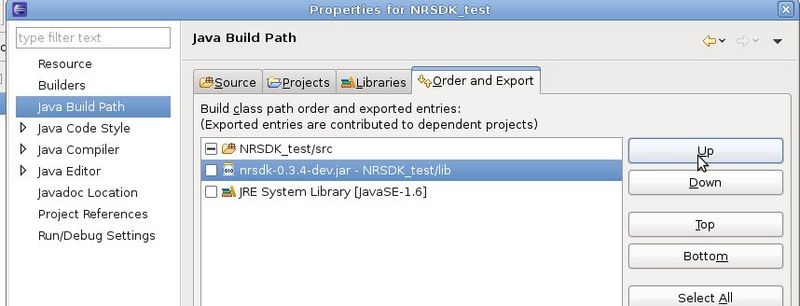 Properties for NRSDK_test
type filter text
Resource
Builders
Java Build Path
Java Code Style
Java Compiler
Java Editor
Javadoc Location
Project References
Run/Debug Settings
Java Build Path
Source Projects Libraries Order and Export
Build class path order and exported entries:
(Exported entries are contributed to dependent projects)
NRSDK_test/src
nrsdk-0.3.4-dev.jar - NRSDK_test/lib
JRE System Library [JavaSE-1.6]
Up
Down
Top
Bottom
Select All